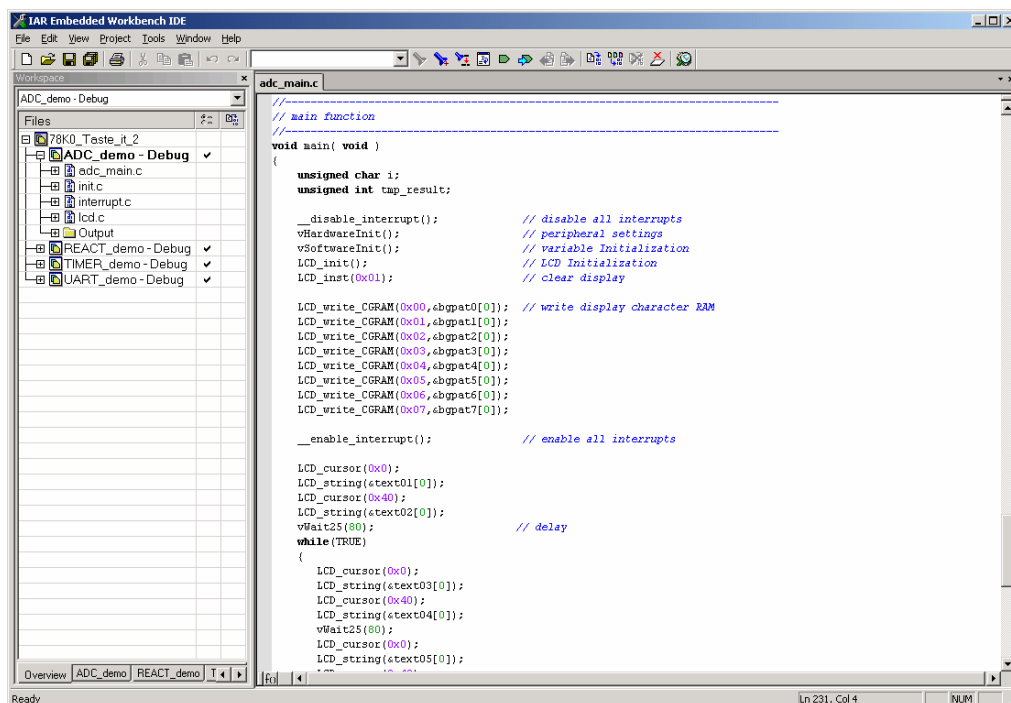 IAR Embedded Workbench IDE
File Edit View Project Tools Window Help
Workspace
ADC_demo - Debug
Files
78K0_Taste_it_2
ADC_demo - Debug
adc_main.c
init.c
interrupt.c
lcd.c
Output
REACT_demo - Debug
TIMER_demo - Debug
UART_demo - Debug
Overview ADC_demo REACT_demo T
adc_main.c
//------------------------------------------------------------------------------
// main function
//------------------------------------------------------------------------------
void main( void )
{
unsigned char i;
unsigned int tmp_result;
__disable_interrupt(); // disable all interrupts
vHardwareInit(); // peripheral settings
vSoftwareInit(); // variable Initialization
LCD_init(); // LCD Initialization
LCD_inst(0x01); // clear display
LCD_write_CGRAM(0x00,&bgpat0[0]); // write display character RAM
LCD_write_CGRAM(0x01,&bgpat1[0]);
LCD_write_CGRAM(0x02,&bgpat2[0]);
LCD_write_CGRAM(0x03,&bgpat3[0]);
LCD_write_CGRAM(0x04,&bgpat4[0]);
LCD_write_CGRAM(0x05,&bgpat5[0]);
LCD_write_CGRAM(0x06,&bgpat6[0]);
LCD_write_CGRAM(0x07,&bgpat7[0]);
__enable_interrupt(); // enable all interrupts
LCD_cursor(0x0);
LCD_string(&text01[0]);
LCD_cursor(0x40);
LCD_string(&text02[0]);
vWait25(80); // delay
while(TRUE)
{
LCD_cursor(0x0);
LCD_string(&text03[0]);
LCD_cursor(0x40);
LCD_string(&text04[0]);
vWait25(80);
LCD_cursor(0x0);
LCD_string(&text05[0]);
Ready
Ln 231, Col 4
NUM